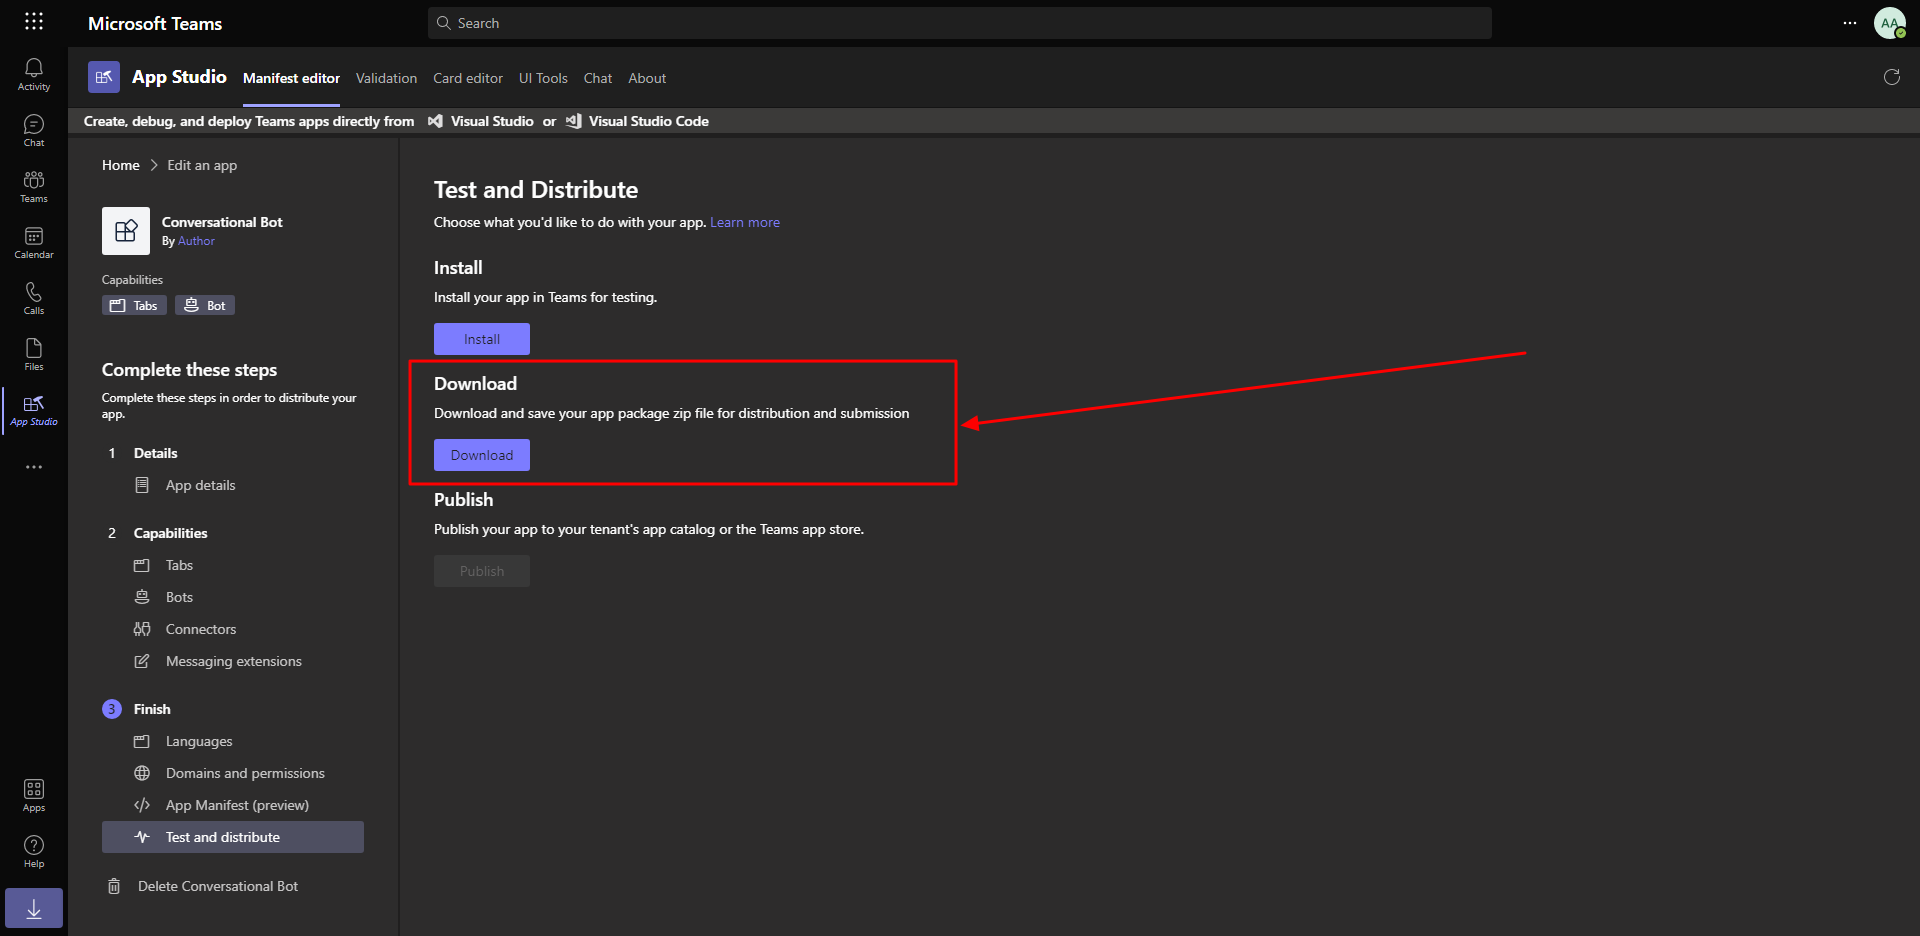 Microsoft Teams
Search
AA
Activity
Chat
Teams
Calendar
Calls
Files
App Studio
Apps
Help
App Studio
Manifest editor
Validation
Card editor
UI Tools
Chat
About
Create, debug, and deploy Teams apps directly from Visual Studio or Visual Studio Code
Home > Edit an app
Conversational Bot
By Author
Capabilities
Tabs
Bot
Complete these steps
Complete these steps in order to distribute your
app.
1 Details
App details
2 Capabilities
Tabs
Bots
Connectors
Messaging extensions
3 Finish
Languages
Domains and permissions
App Manifest (preview)
Test and distribute
Delete Conversational Bot
Test and Distribute
Choose what you'd like to do with your app. Learn more
Install
Install your app in Teams for testing.
Install
Download
Download and save your app package zip file for distribution and submission
Download
Publish
Publish your app to your tenant's app catalog or the Teams app store.
Publish